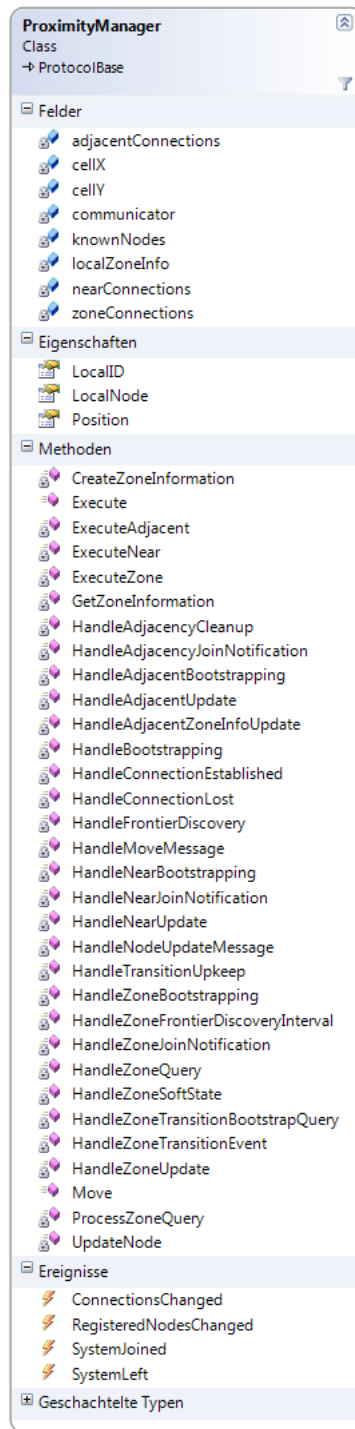 ProximityManager
Class
ProtocolBase
Felder
adjacentConnections
cellX
cellY
communicator
knownNodes
localZoneInfo
nearConnections
zoneConnections
Eigenschaften
LocalID
LocalNode
Position
Methoden
CreateZoneInformation
Execute
ExecuteAdjacent
ExecuteNear
ExecuteZone
GetZoneInformation
HandleAdjacencyCleanup
HandleAdjacencyJoinNotification
HandleAdjacentBootstrapping
HandleAdjacentUpdate
HandleAdjacentZoneInfoUpdate
HandleBootstrapping
HandleConnectionEstablished
HandleConnectionLost
HandleFrontierDiscovery
HandleMoveMessage
HandleNearBootstrapping
HandleNearJoinNotification
HandleNearUpdate
HandleNodeUpdateMessage
HandleTransitionUpkeep
HandleZoneBootstrapping
HandleZoneFrontierDiscoveryInterval
HandleZoneJoinNotification
HandleZoneQuery
HandleZoneSoftState
HandleZoneTransitionBootstrapQuery
HandleZoneTransitionEvent
HandleZoneUpdate
Move
ProcessZoneQuery
UpdateNode
Ereignisse
ConnectionsChanged
RegisteredNodesChanged
SystemJoined
SystemLeft
Geschachtelte Typen